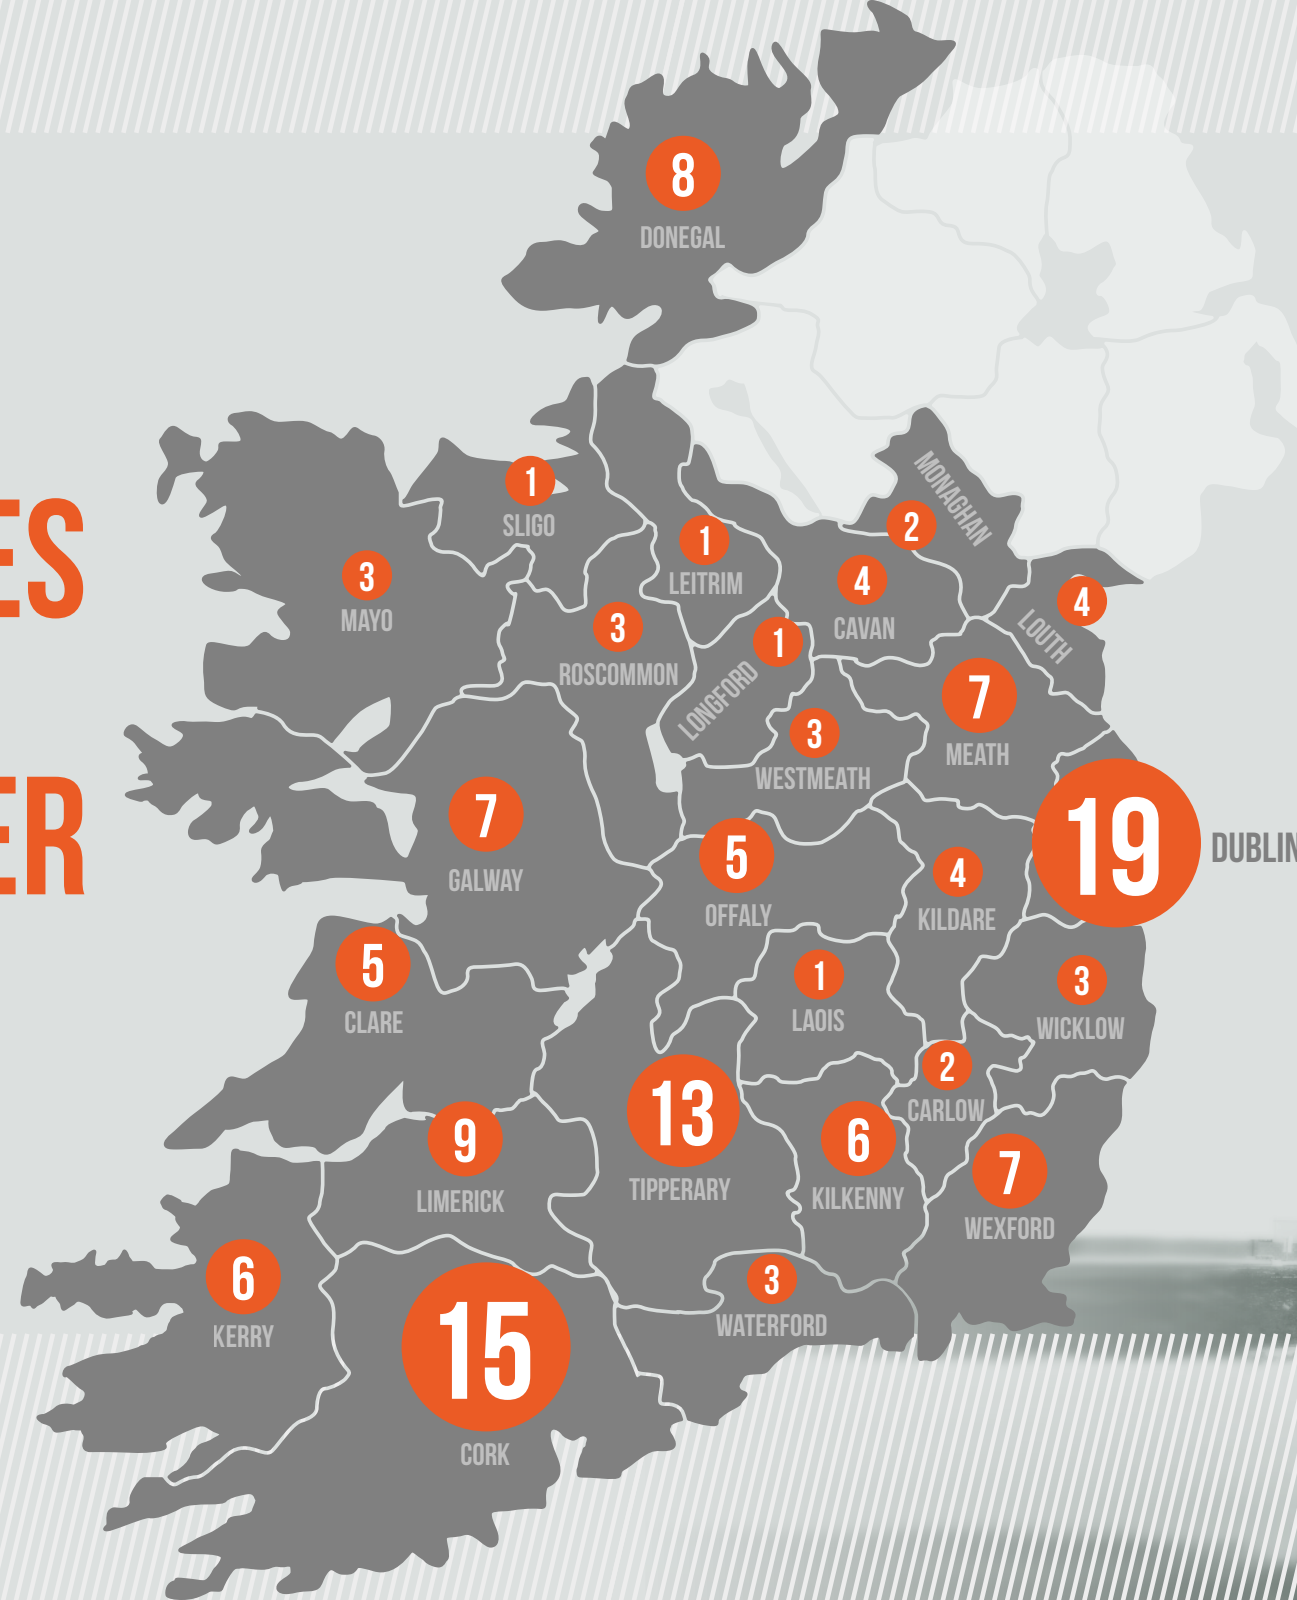 8
DONEGAL
MONAGHAN
1
SLIGO
ES
2
1
LEITRIM
3
MAYO
4
CAVAN
4
LOUTH
3
ROSCOMMON
1
LONGFORD
7
MEATH
3
WESTMEATH
ER
7
GALWAY
5
OFFALY
4
KILDARE
19
DUBLIN
5
CLARE
1
LAOIS
3
WICKLOW
2
CARLOW
13
TIPPERARY
9
LIMERICK
6
KILKENNY
7
WEXFORD
6
KERRY
3
WATERFORD
15
CORK